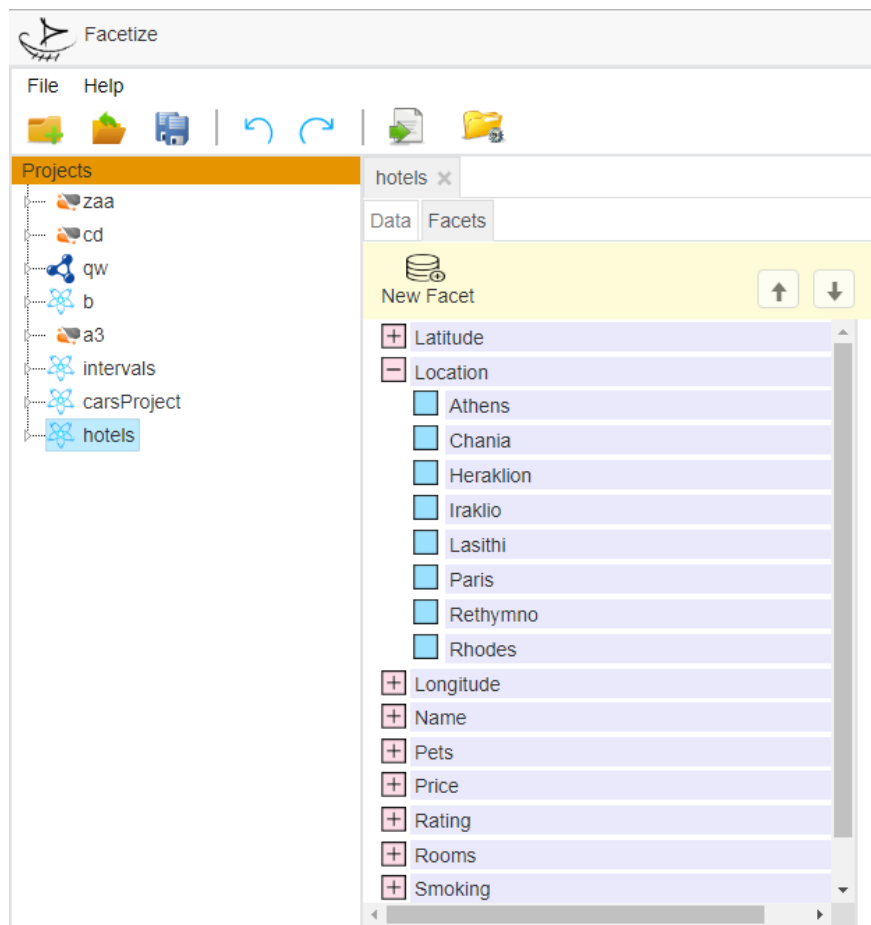 Facetize
File Help
Projects
zaa
cd
qw
b
a3
intervals
carsProject
hotels
hotels
Data Facets
New Facet
Latitude
Location
Athens
Chania
Heraklion
Iraklio
Lasithi
Paris
Rethymno
Rhodes
Longitude
Name
Pets
Price
Rating
Rooms
Smoking